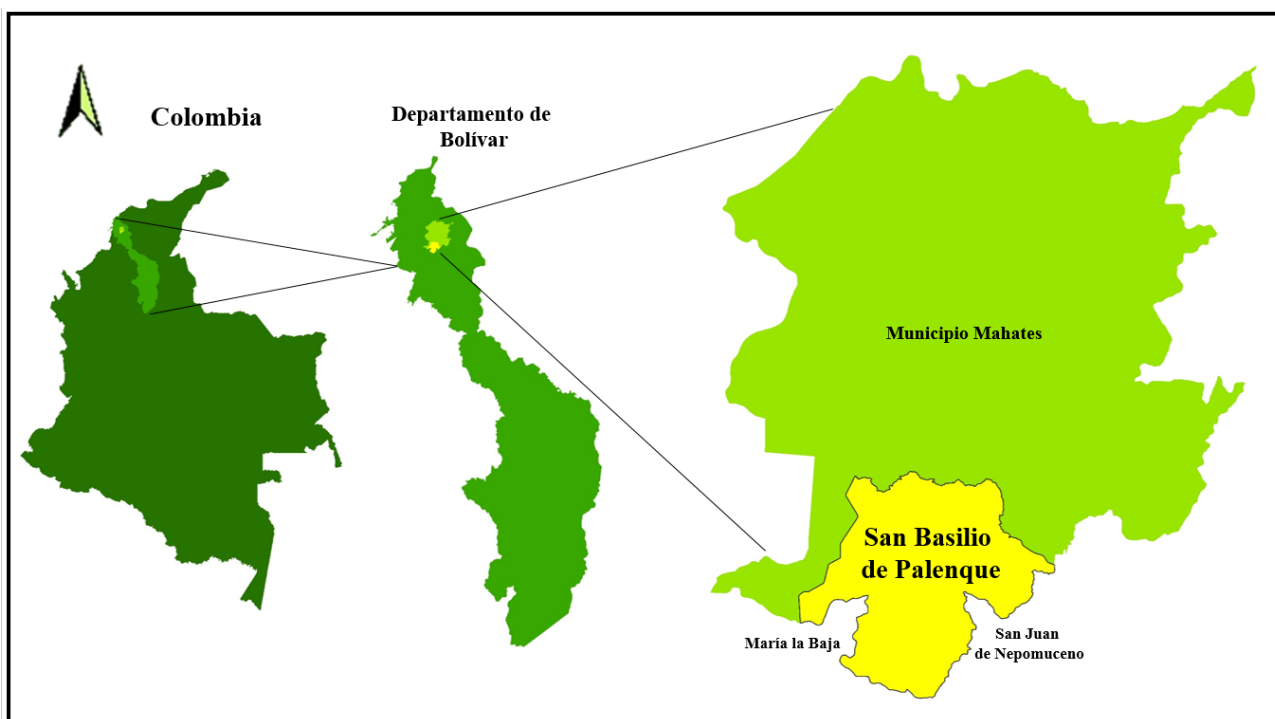 Colombia
Departamento de
Bolívar
Municipio Mahates
San Basilio
de Palenque
María la Baja
San Juan
de Nepomuceno